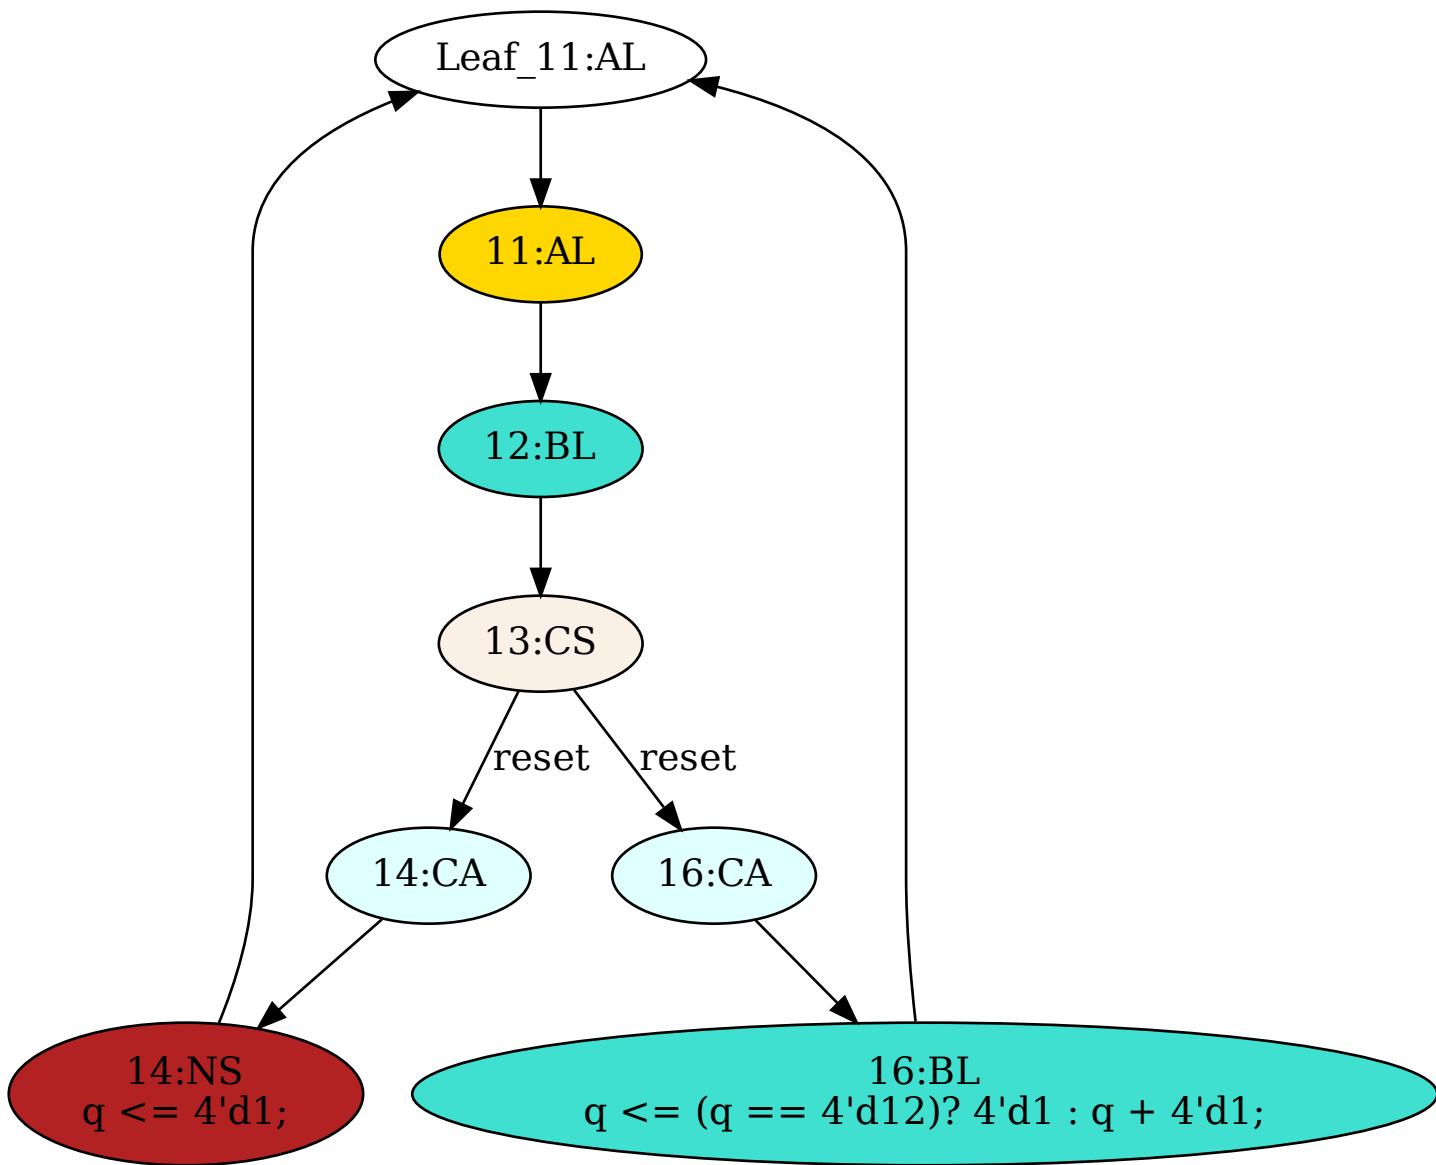 Leaf_11:AL
11:AL
12:BL
13:CS
reset
reset
14:CA
16:CA
14:NS
q <= 4'd1;
16:BL
q <= (q == 4'd12)? 4'd1 : q + 4'd1;